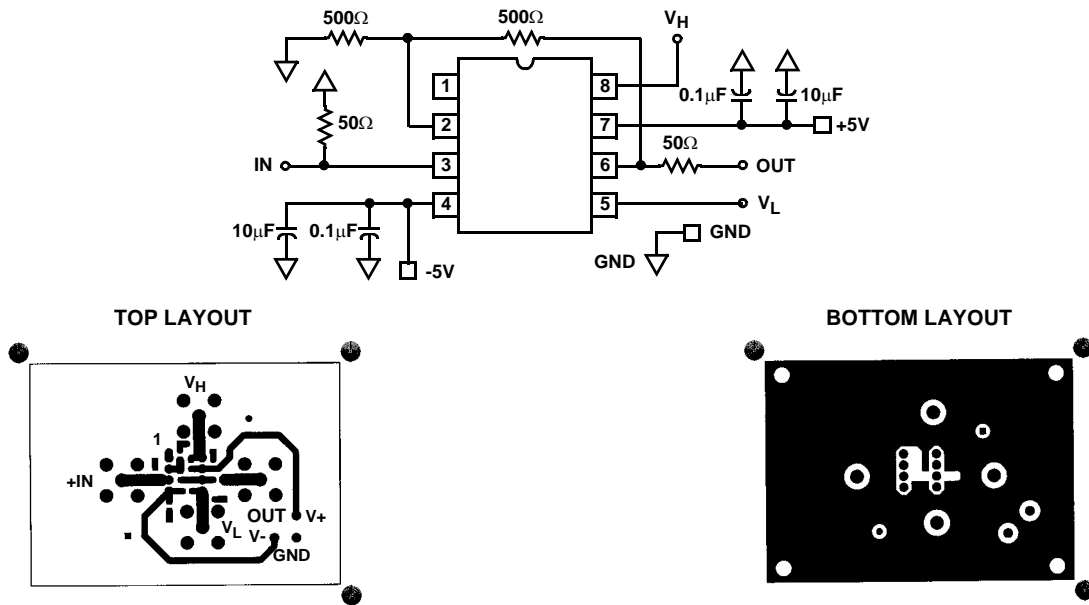 500Ω
500Ω
VH
50Ω
1
8
0.1μF
10μF
2
7
+5V
50Ω
IN
3
6
OUT
4
5
VL
10μF
0.1μF
-5V
GND
GND
TOP LAYOUT
BOTTOM LAYOUT
VH
1
+IN
VL
OUT
V+
V-
GND